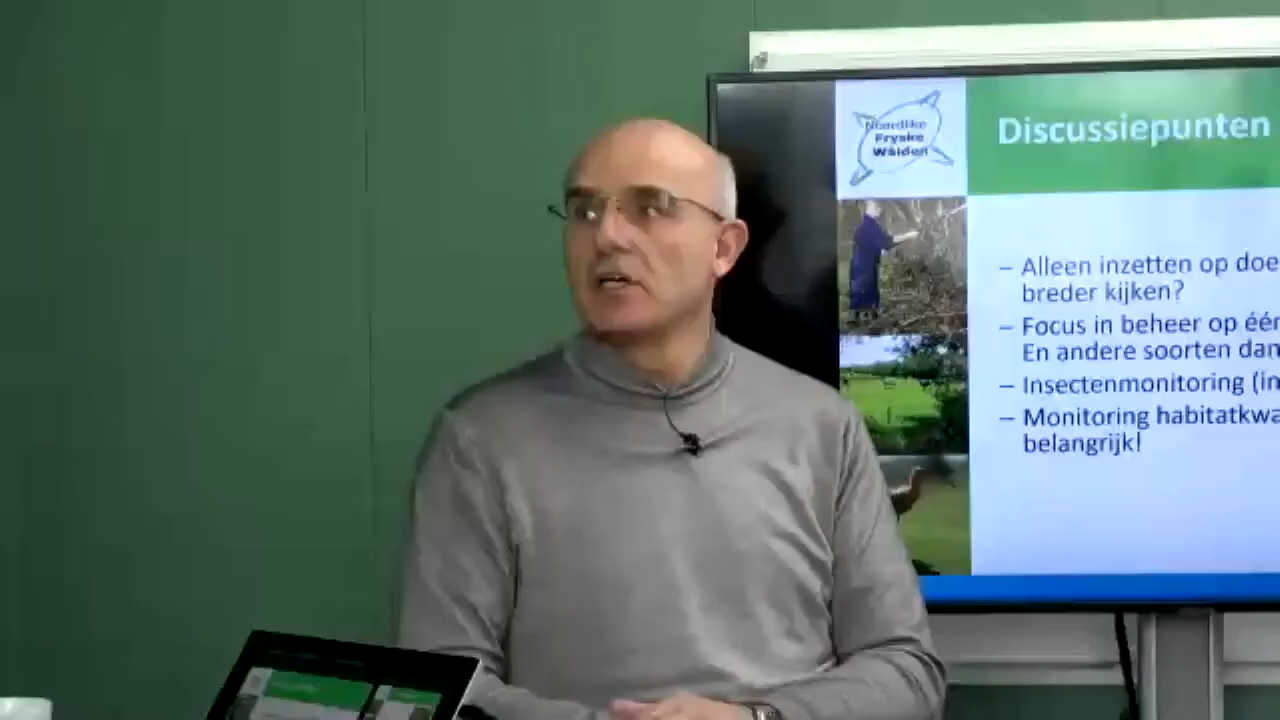 Noardlike
Fryske
Wâlden
Discussiepunten
– Alleen inzetten op doe
breder kijken?
– Focus in beheer op één
En andere soorten dan
– Insectenmonitoring (in
– Monitoring habitatkwa
belangrijk!